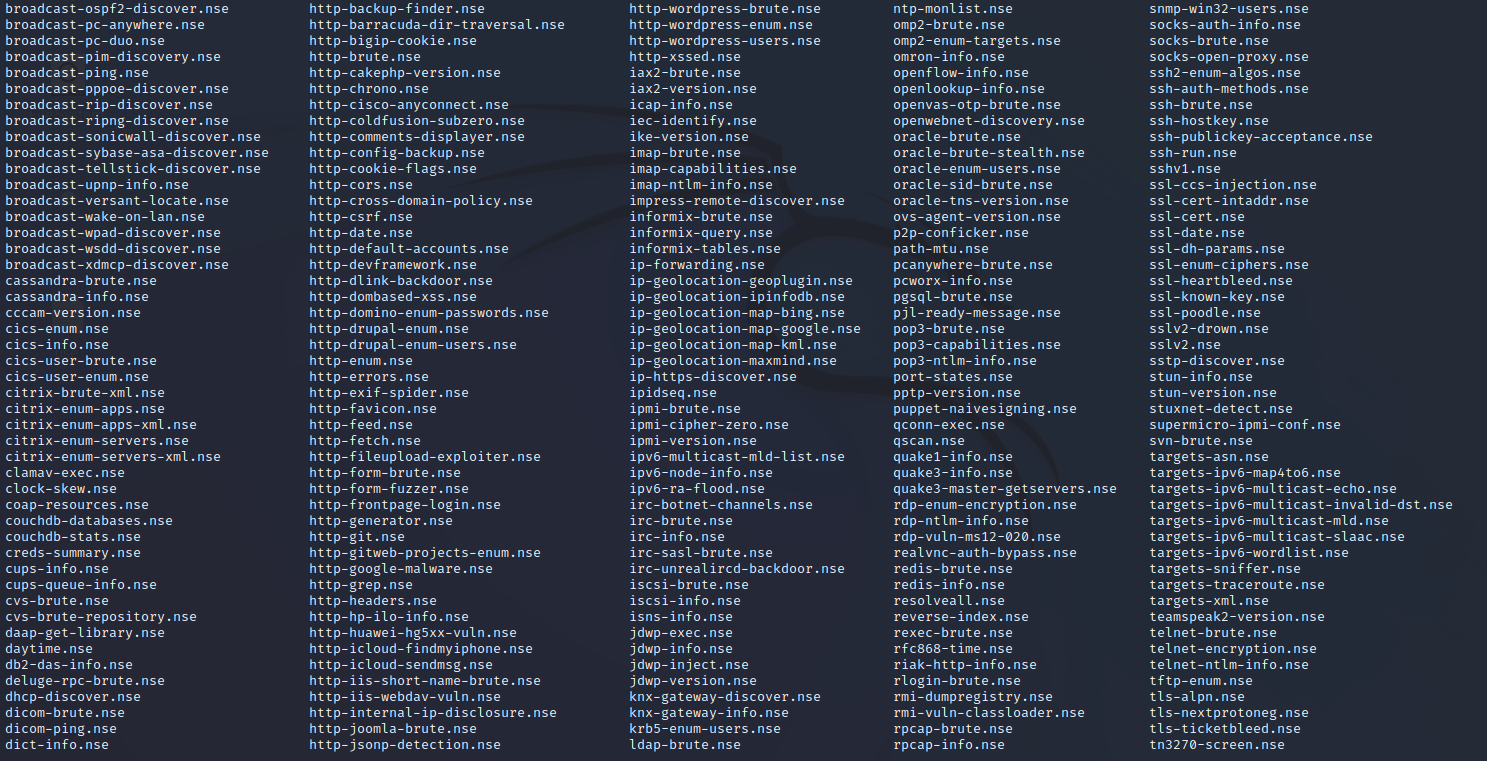 broadcast-ospf2-discover.nse http-backup-finder.nse http-wordpress-brute.nse ntp-monlist.nse snmp-win32-users.nse
broadcast-pc-anywhere.nse http-barracuda-dir-traversal.nse http-wordpress-enum.nse omp2-brute.nse socks-auth-info.nse
broadcast-pc-duo.nse http-bigip-cookie.nse http-wordpress-users.nse omp2-enum-targets.nse socks-brute.nse
broadcast-pim-discovery.nse http-brute.nse http-xssed.nse omron-info.nse socks-open-proxy.nse
broadcast-ping.nse http-cakephp-version.nse iax2-brute.nse openflow-info.nse ssh2-enum-algos.nse
broadcast-pppoe-discover.nse http-chrono.nse iax2-version.nse openlookup-info.nse ssh-auth-methods.nse
broadcast-rip-discover.nse http-cisco-anyconnect.nse icap-info.nse openvas-otp-brute.nse ssh-brute.nse
broadcast-ripng-discover.nse http-coldfusion-subzero.nse iec-identify.nse openwebnet-discovery.nse ssh-hostkey.nse
broadcast-sonicwall-discover.nse http-comments-displayer.nse ike-version.nse oracle-brute.nse ssh-publickey-acceptance.nse
broadcast-sybase-asa-discover.nse http-config-backup.nse imap-brute.nse oracle-brute-stealth.nse ssh-run.nse
broadcast-tellstick-discover.nse http-cookie-flags.nse imap-capabilities.nse oracle-enum-users.nse sshv1.nse
broadcast-upnp-info.nse http-cors.nse imap-ntlm-info.nse oracle-sid-brute.nse ssl-ccs-injection.nse
broadcast-versant-locate.nse http-cross-domain-policy.nse impress-remote-discover.nse oracle-tns-version.nse ssl-cert-intaddr.nse
broadcast-wake-on-lan.nse http-csrf.nse informix-brute.nse ovs-agent-version.nse ssl-cert.nse
broadcast-wpad-discover.nse http-date.nse informix-query.nse p2p-conficker.nse ssl-date.nse
broadcast-wsdd-discover.nse http-default-accounts.nse informix-tables.nse path-mtu.nse ssl-dh-params.nse
broadcast-xdmcp-discover.nse http-devframework.nse ip-forwarding.nse pcanywhere-brute.nse ssl-enum-ciphers.nse
cassandra-brute.nse http-dlink-backdoor.nse ip-geolocation-geoplugin.nse pcworx-info.nse ssl-heartbleed.nse
cassandra-info.nse http-dombased-xss.nse ip-geolocation-ipinfodb.nse pgsql-brute.nse ssl-known-key.nse
cccam-version.nse http-domino-enum-passwords.nse ip-geolocation-map-bing.nse pjl-ready-message.nse ssl-poodle.nse
cics-enum.nse http-drupal-enum.nse ip-geolocation-map-google.nse pop3-brute.nse sslv2-drown.nse
cics-info.nse http-drupal-enum-users.nse ip-geolocation-map-kml.nse pop3-capabilities.nse sslv2.nse
cics-user-brute.nse http-enum.nse ip-geolocation-maxmind.nse pop3-ntlm-info.nse sstp-discover.nse
cics-user-enum.nse http-errors.nse ip-https-discover.nse port-states.nse stun-info.nse
citrix-brute-xml.nse http-exif-spider.nse ipidseq.nse pptp-version.nse stun-version.nse
citrix-enum-apps.nse http-favicon.nse ipmi-brute.nse puppet-naivesigning.nse stuxnet-detect.nse
citrix-enum-apps-xml.nse http-feed.nse ipmi-cipher-zero.nse qconn-exec.nse supermicro-ipmi-conf.nse
citrix-enum-servers.nse http-fetch.nse ipmi-version.nse qscan.nse svn-brute.nse
citrix-enum-servers-xml.nse http-fileupload-exploiter.nse ipv6-multicast-mld-list.nse quake1-info.nse targets-asn.nse
clamav-exec.nse http-form-brute.nse ipv6-node-info.nse quake3-info.nse targets-ipv6-map4to6.nse
clock-skew.nse http-form-fuzzer.nse ipv6-ra-flood.nse quake3-master-getservers.nse targets-ipv6-multicast-echo.nse
coap-resources.nse http-frontpage-login.nse irc-botnet-channels.nse rdp-enum-encryption.nse targets-ipv6-multicast-invalid-dst.nse
couchdb-databases.nse http-generator.nse irc-brute.nse rdp-ntlm-info.nse targets-ipv6-multicast-mld.nse
couchdb-stats.nse http-git.nse irc-info.nse rdp-vuln-ms12-020.nse targets-ipv6-multicast-slaac.nse
creds-summary.nse http-gitweb-projects-enum.nse irc-sasl-brute.nse realvnc-auth-bypass.nse targets-ipv6-wordlist.nse
cups-info.nse http-google-malware.nse irc-unrealircd-backdoor.nse redis-brute.nse targets-sniffer.nse
cups-queue-info.nse http-grep.nse iscsi-brute.nse redis-info.nse targets-traceroute.nse
cvs-brute.nse http-headers.nse iscsi-info.nse resolveall.nse targets-xml.nse
cvs-brute-repository.nse http-hp-ilo-info.nse isns-info.nse reverse-index.nse teamspeak2-version.nse
daap-get-library.nse http-huawei-hg5xx-vuln.nse jdwp-exec.nse rexec-brute.nse telnet-brute.nse
daytime.nse http-icloud-findmyiphone.nse jdwp-info.nse rfc868-time.nse telnet-encryption.nse
db2-das-info.nse http-icloud-sendmsg.nse jdwp-inject.nse riak-http-info.nse telnet-ntlm-info.nse
deluge-rpc-brute.nse http-iis-short-name-brute.nse jdwp-version.nse rlogin-brute.nse tftp-enum.nse
dhcp-discover.nse http-iis-webdav-vuln.nse knx-gateway-discover.nse rmi-dumpregistry.nse tls-alpn.nse
dicom-brute.nse http-internal-ip-disclosure.nse knx-gateway-info.nse rmi-vuln-classloader.nse tls-nextprotoneg.nse
dicom-ping.nse http-joomla-brute.nse krb5-enum-users.nse rpcap-brute.nse tls-ticketbleed.nse
dict-info.nse http-jsonp-detection.nse ldap-brute.nse rpcap-info.nse tn3270-screen.nse